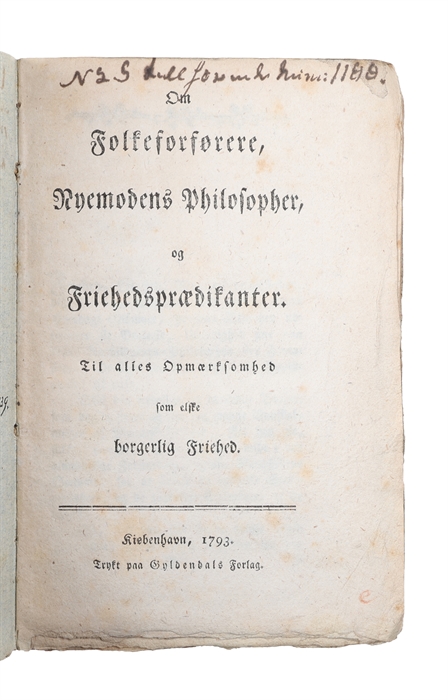 Om
Folkeforførere,
Nyemodens Philosopher,
og
Friehedsprædikanter.
Til alles Opmærksomhed
som elske
borgerlig Friehed.
Kiøbenhavn, 1793.
Trykt paa Gyldendals Forlag.